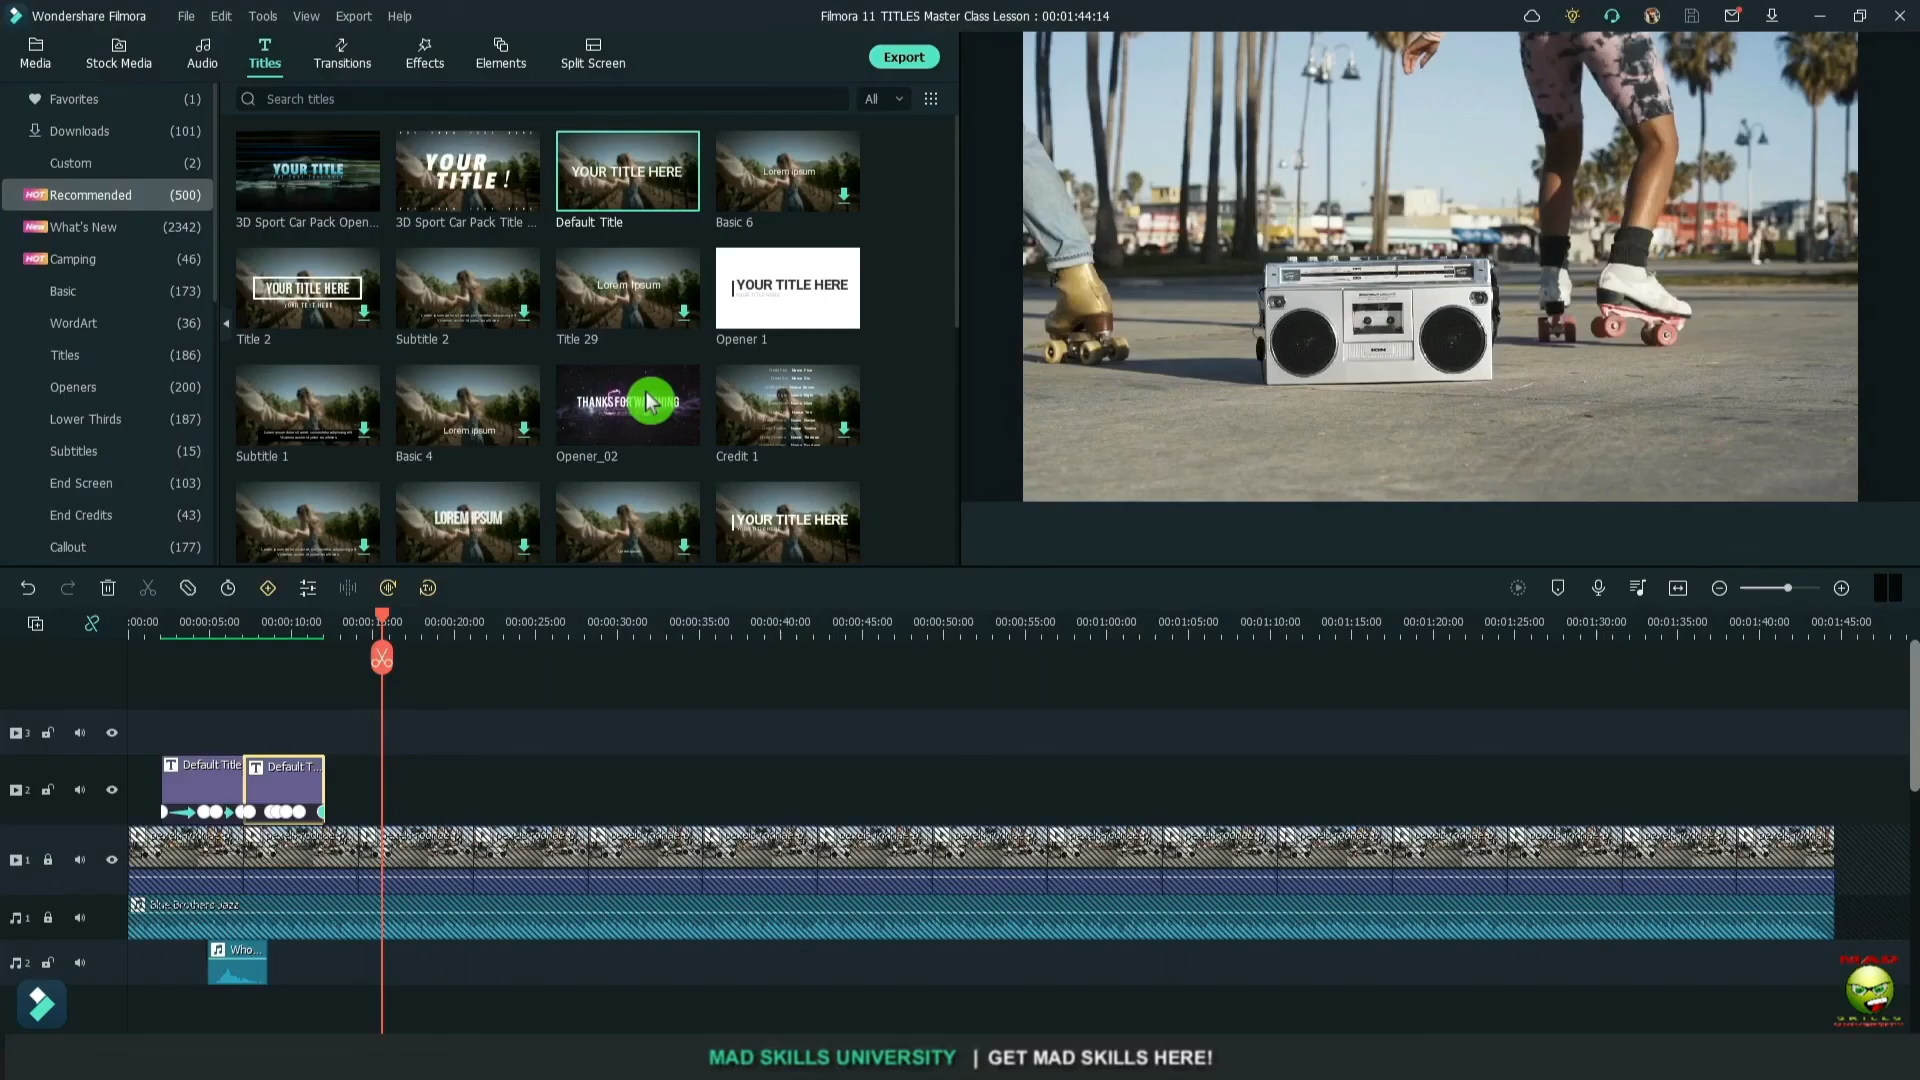 Wondershare Filmora
File Edit Tools View Export Help
Filmora 11 TITLES Master Class Lesson : 00:01:44:14
Media Stock Media Audio Titles Transitions Effects Elements Split Screen
Export
Favorites (1)
Downloads (101)
Custom (2)
HOT Recommended (500)
New What's New (2342)
HOT Camping (46)
Basic (173)
WordArt (36)
Titles (186)
Openers (200)
Lower Thirds (187)
Subtitles (15)
End Screen (103)
End Credits (43)
Callout (177)
Search titles
All
YOUR TITLE
YOUR TITLE !
YOUR TITLE HERE
Lorem ipsum
3D Sport Car Pack Open...
3D Sport Car Pack Title ...
Default Title
Basic 6
YOUR TITLE HERE
Lorem Ipsum
YOUR TITLE HERE
Title 2
Subtitle 2
Title 29
Opener 1
Lorem ipsum
THANKS FOR
Subtitle 1
Basic 4
Opener_02
Credit 1
LOREM IPSUM
YOUR TITLE HERE
:00:00 00:00:05:00 00:00:10:00 00:00:20:00 00:00:25:00 00:00:30:00 00:00:35:00 00:00:40:00 00:00:45:00 00:00:50:00 00:00:55:00 00:01:00:00 00:01:05:00 00:01:10:00 00:01:15:00 00:01:20:00 00:01:25:00 00:01:30:00 00:01:35:00 00:01:40:00 00:01:45:00
3
2
T Default Title
T Default T...
1
1
Blue Brothers Jazz
2
Who...
MAD
SKILLS
MAD SKILLS UNIVERSITY | GET MAD SKILLS HERE!